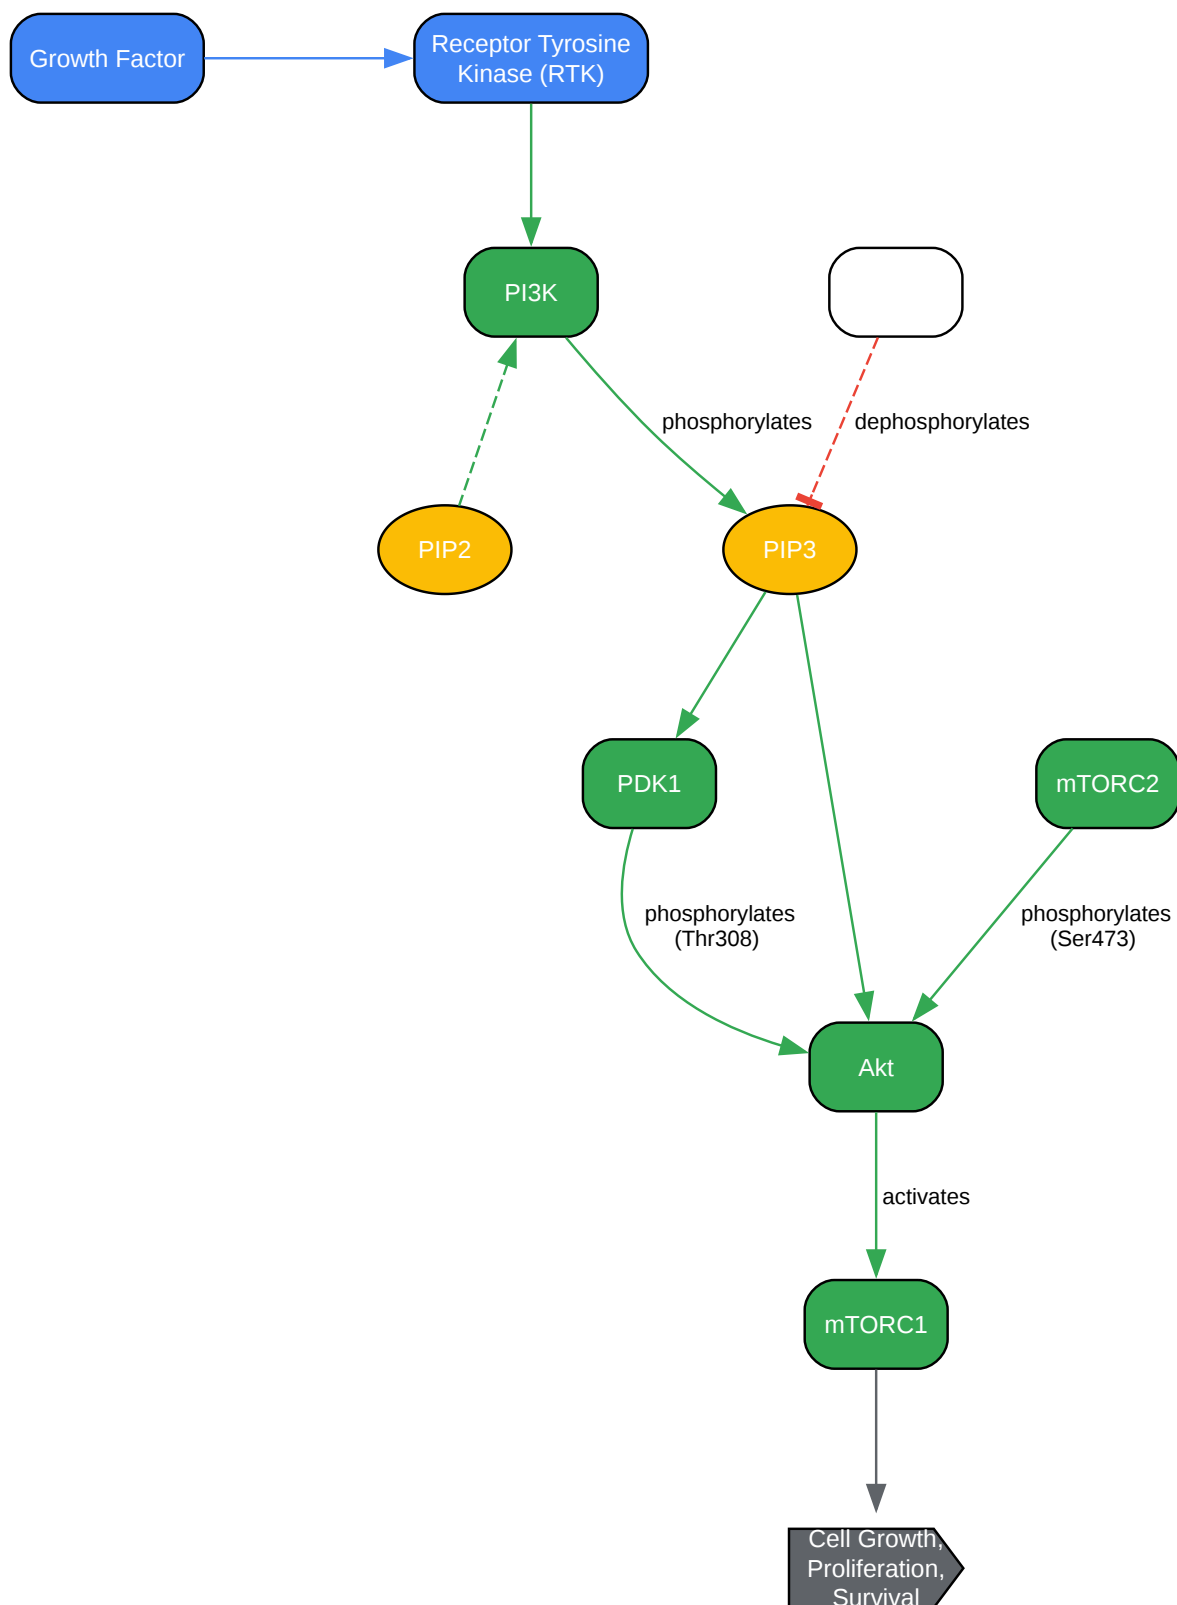 Growth Factor
Receptor Tyrosine
Kinase (RTK)
PI3K
phosphorylates
dephosphorylates
PIP2
PIP3
PDK1
mTORC2
phosphorylates
(Thr308)
phosphorylates
(Ser473)
Akt
activates
mTORC1
Cell Growth,
Proliferation,
Survival